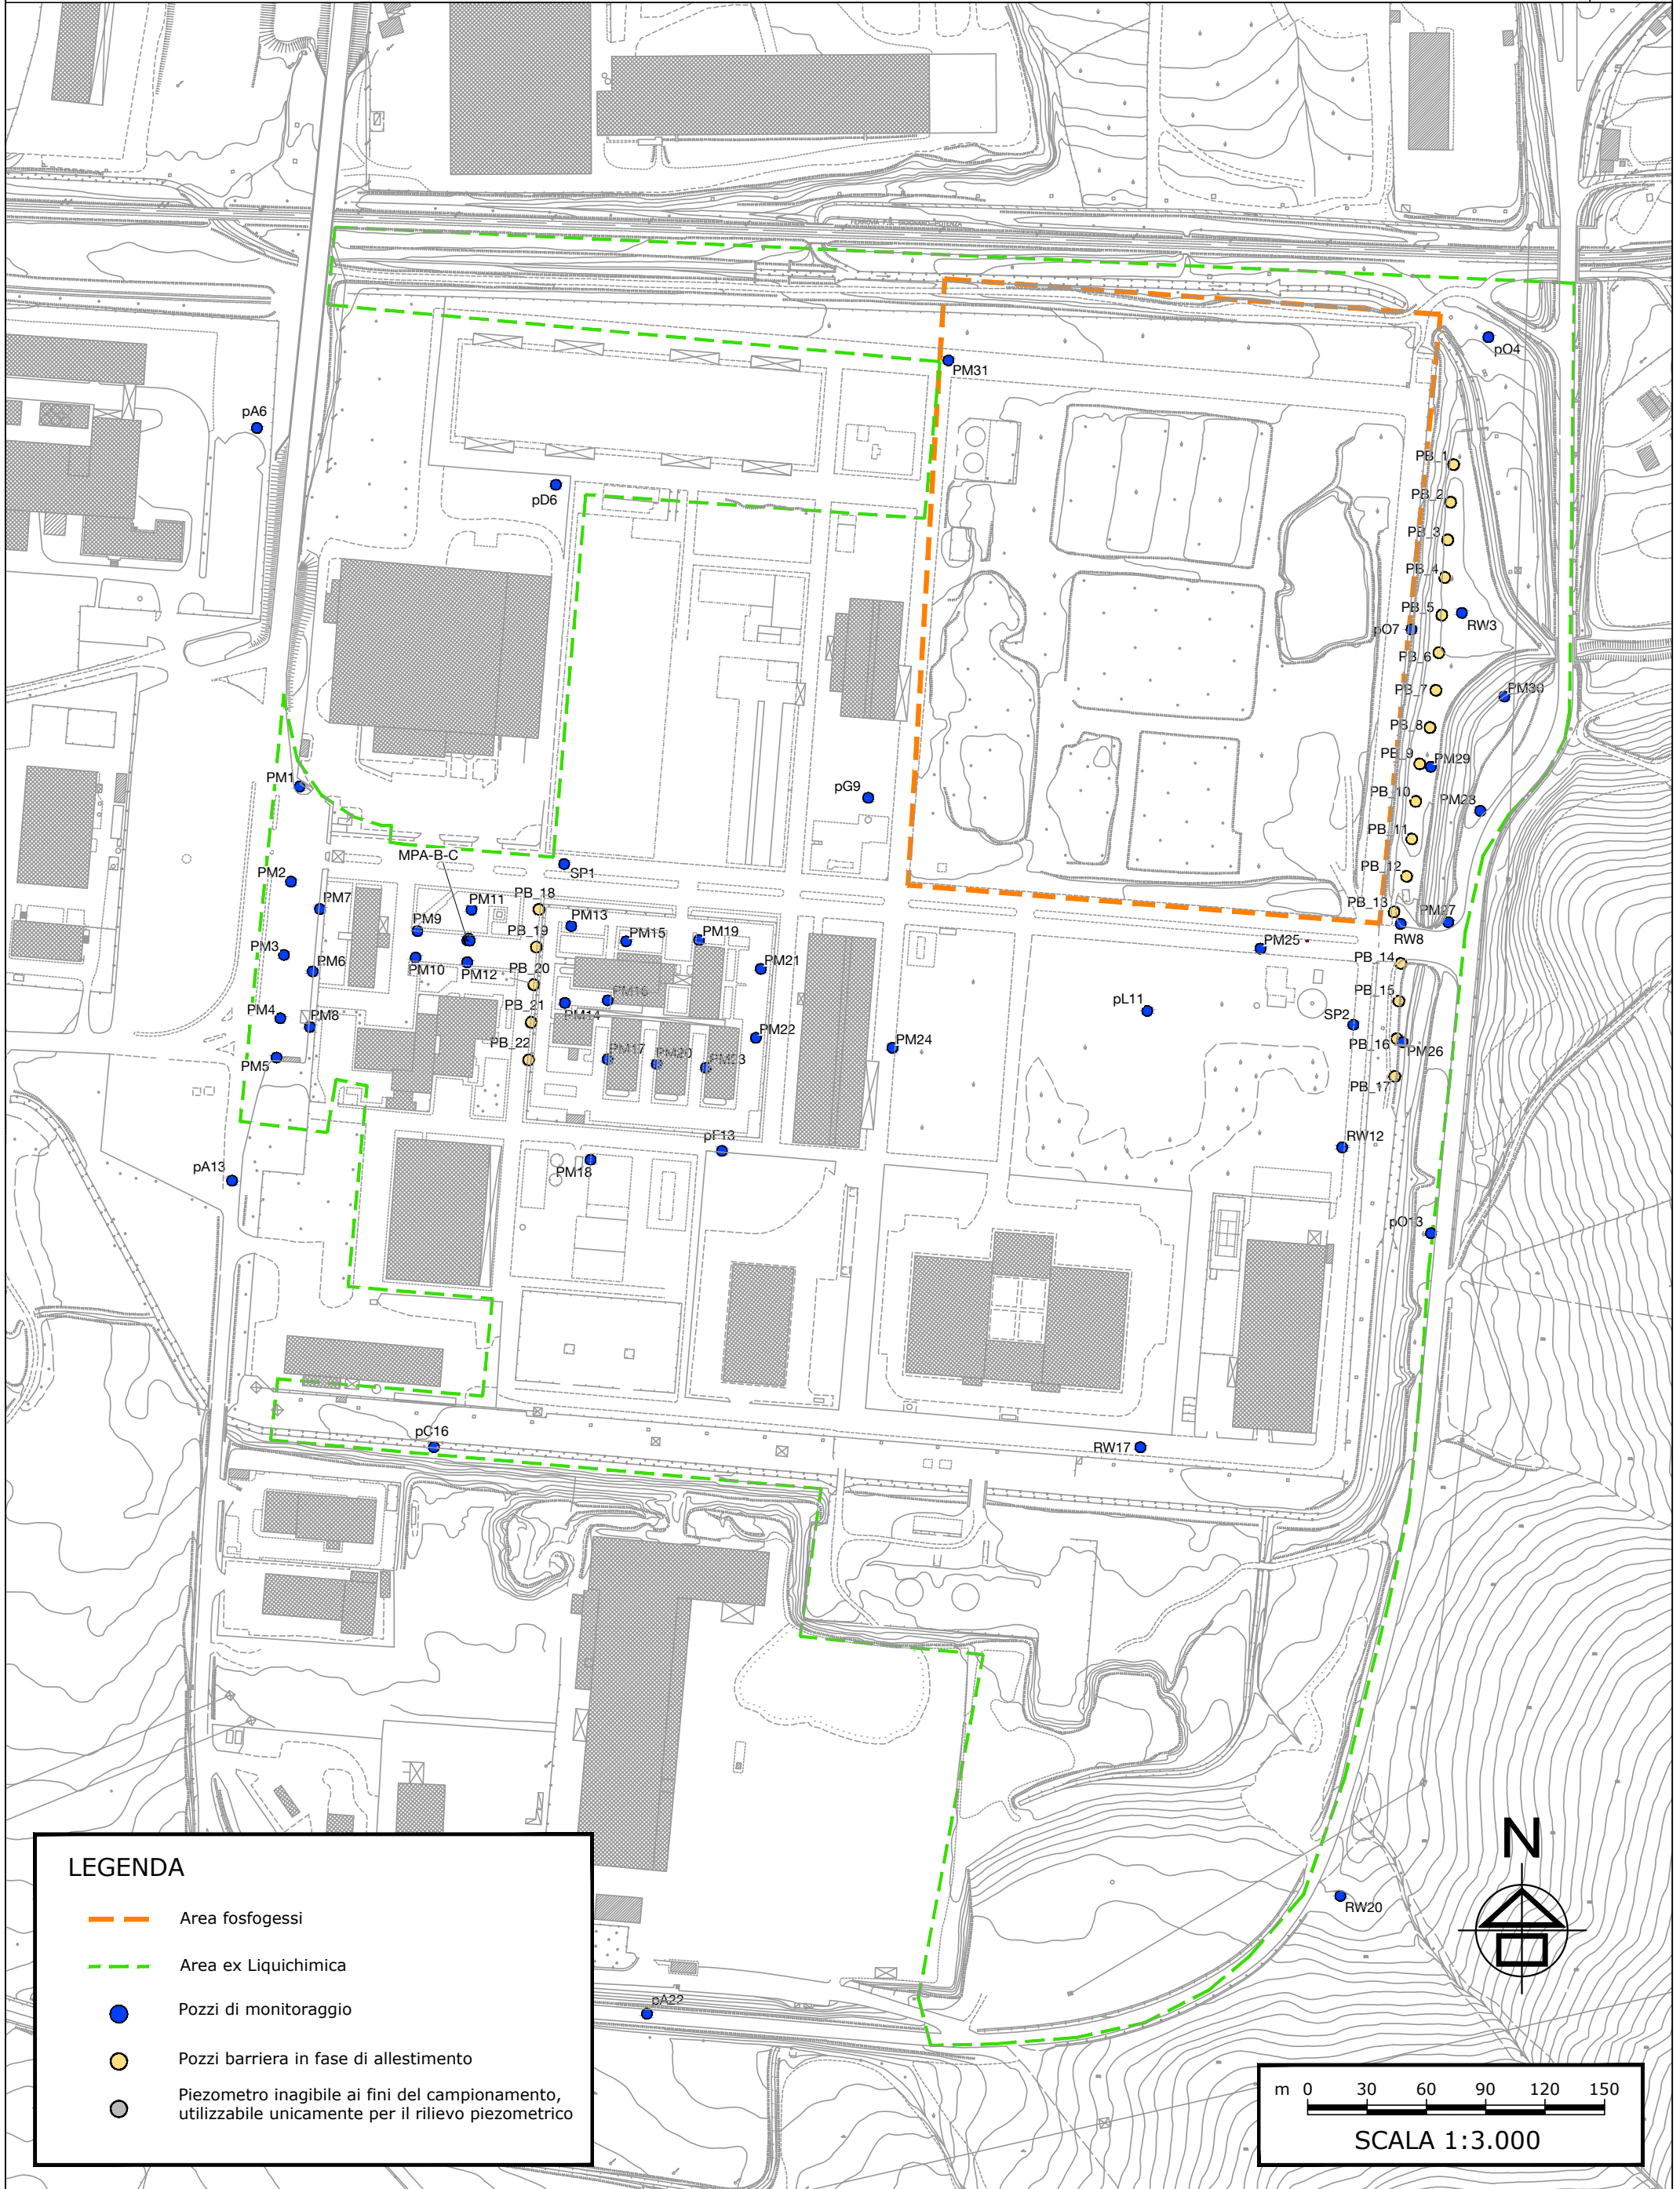 pO4
PM31
pA6
PB_1
pD6
PB_2
PB_3
PB_4
PB_5
RW3
pO7
PB_6
PB_7
PM30
PB_8
PB_9
PM29
PM1
pG9
PB_10
PM28
PB_11
MPA-B-C
SP1
PB_12
PM2
PM7
PM11
PB_18
PB_13
PM27
PM9
PM13
RW8
PB_19
PM15
PM19
PM25
PM3
PM6
PM10
PM12
PB_20
PM21
PB_14
PB_15
PM4
PM8
PB_21
PM14
PM16
pL11
SP2
PM5
PB_22
PM17
PM20
PM23
PM22
PM24
PB_16
PM26
PB_17
pA13
PM18
pF13
RW12
pO13
pC16
RW17
N
RW20
pA22
LEGENDA
Area fosfogessi
Area ex Liquichimica
Pozzi di monitoraggio
Pozzi barriera in fase di allestimento
Piezometro inagibile ai fini del campionamento,
utilizzabile unicamente per il rilievo piezometrico
m 0 30 60 90 120 150
SCALA 1:3.000